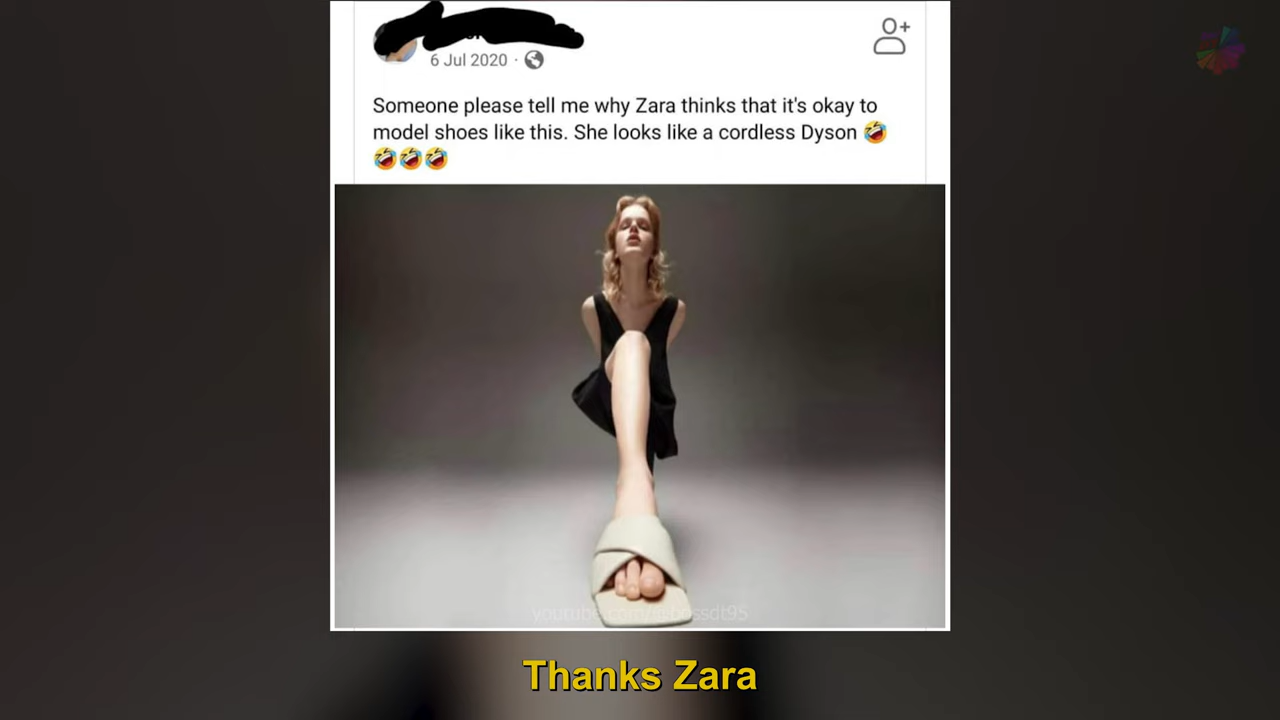 6 Jul 2020 ·
Someone please tell me why Zara thinks that it's okay to
model shoes like this. She looks like a cordless Dyson 🤣
🤣🤣🤣
Thanks Zara